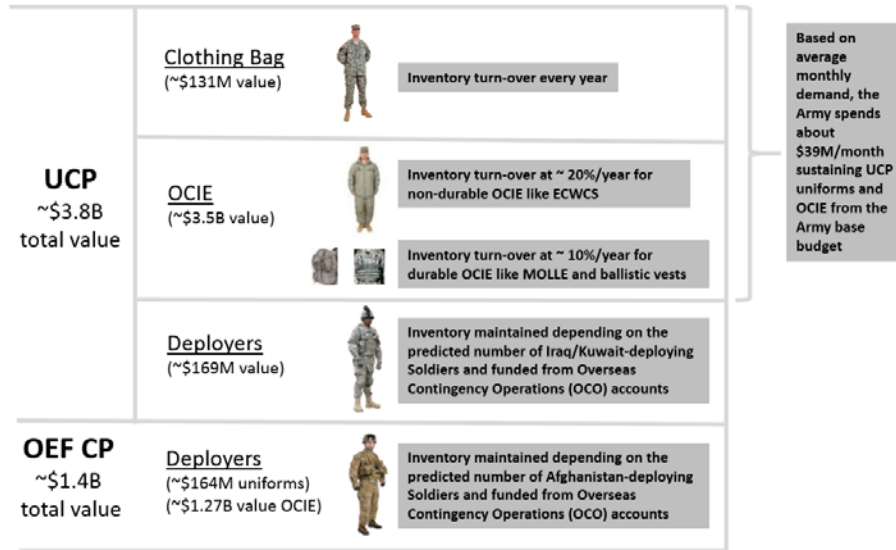 Clothing Bag
(~$131M value)
Inventory turn-over every year
UCP
~$3.8B
total value
OCIE
(~$3.5B value)
Inventory turn-over at ~ 20%/year for
non-durable OCIE like ECWCS
Inventory turn-over at ~ 10%/year for
durable OCIE like MOLLE and ballistic vests
Deployers
(~$169M value)
Inventory maintained depending on the
predicted number of Iraq/Kuwait-deploying
Soldiers and funded from Overseas
Contingency Operations (OCO) accounts
Based on
average
monthly
demand, the
Army spends
about
$39M/month
sustaining UCP
uniforms and
OCIE from the
Army base
budget
OEF CP
~$1.4B
total value
Deployers
(~$164M uniforms)
(~$1.27B value OCIE)
Inventory maintained depending on the
predicted number of Afghanistan-deploying
Soldiers and funded from Overseas
Contingency Operations (OCO) accounts